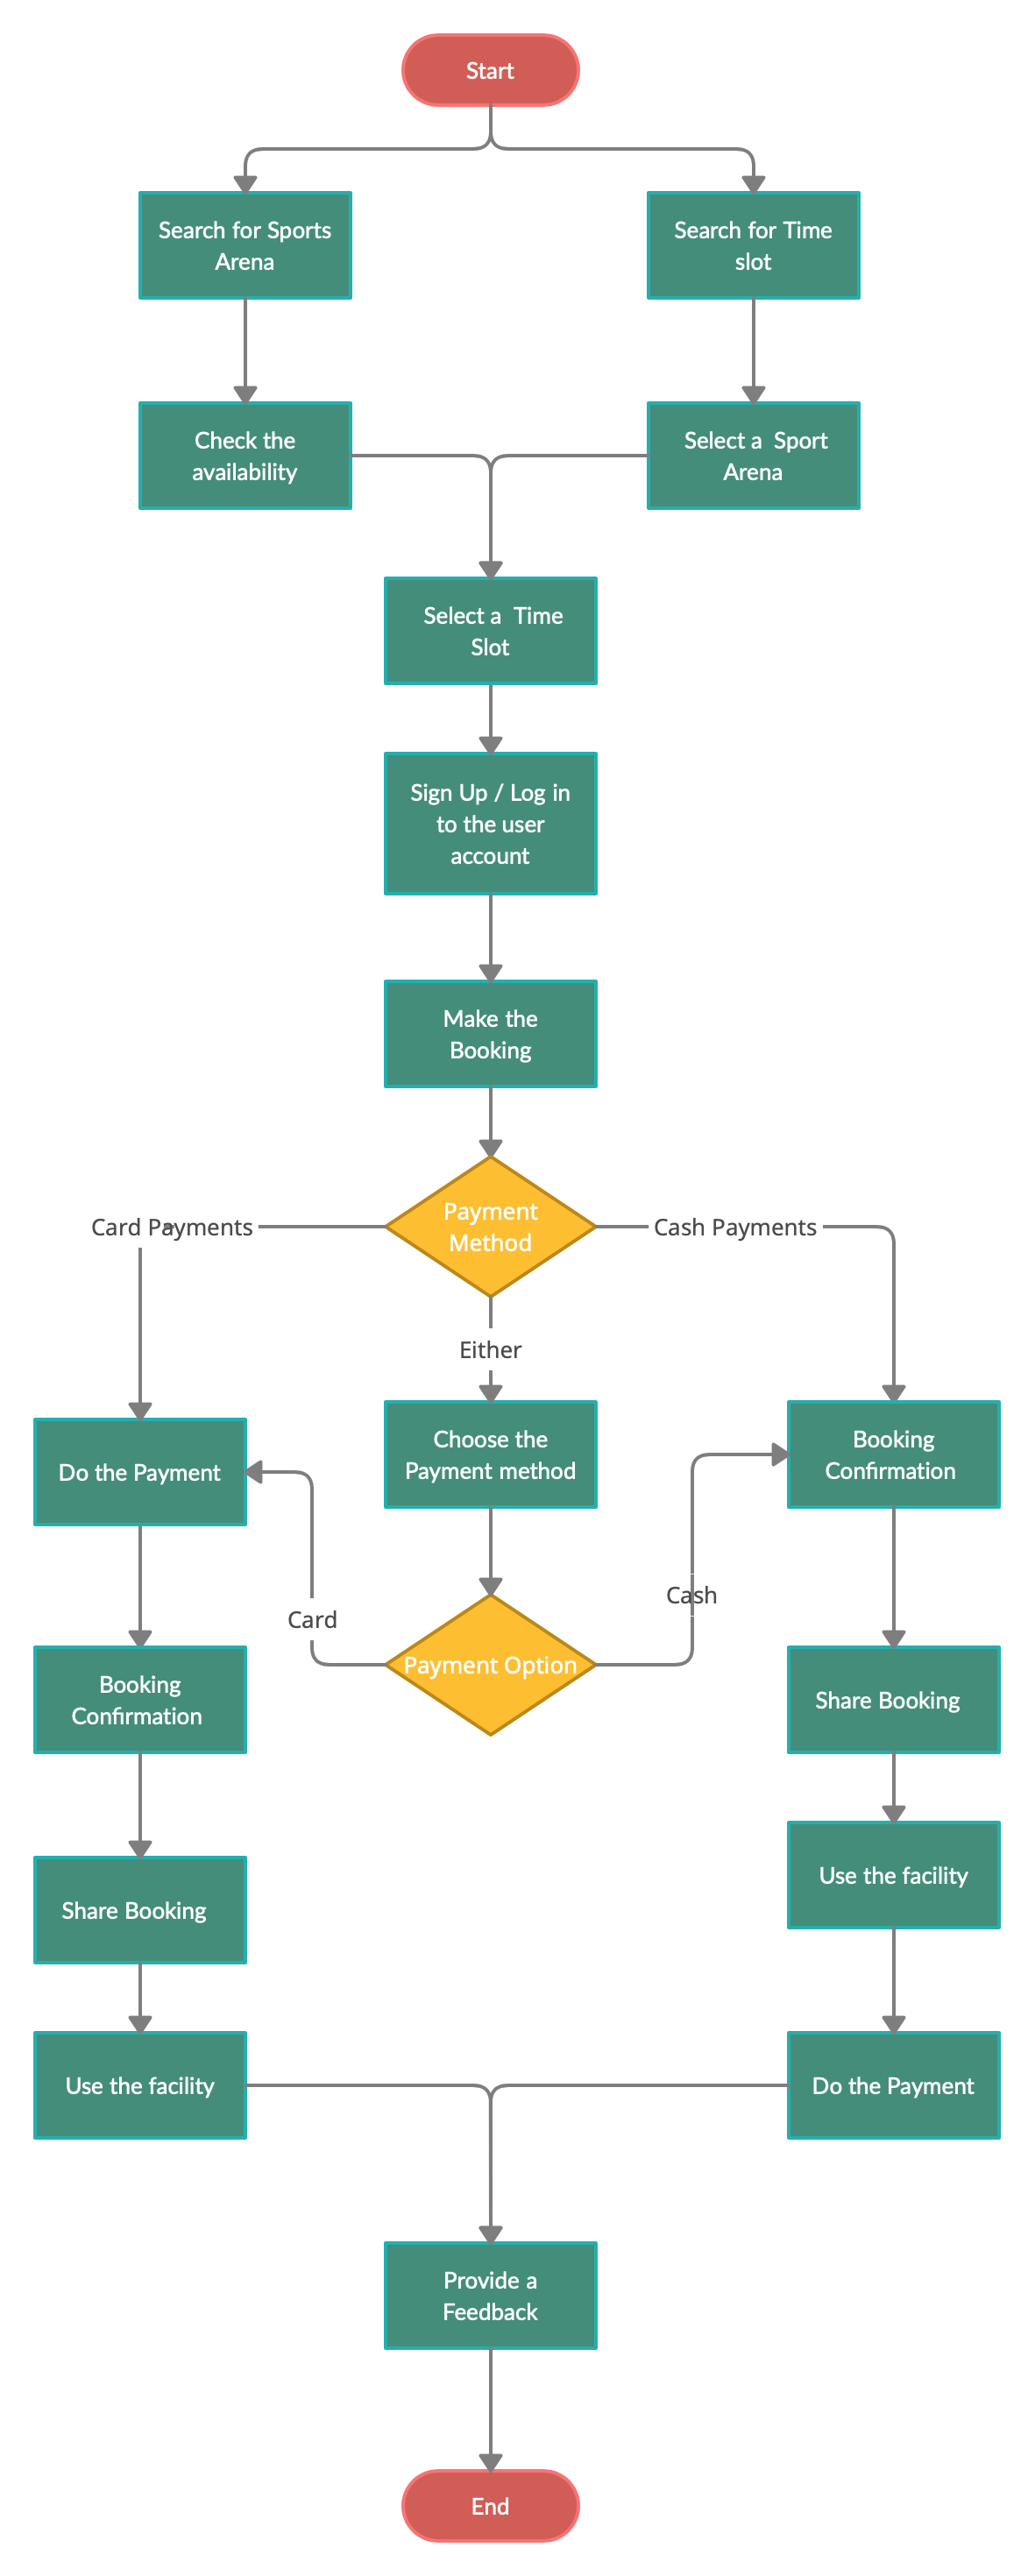 Start
Search for Sports
Arena
Search for Time
slot
Check the
availability
Select a  Sport
Arena
Select a  Time
Slot
Sign Up / Log in
to the user
account
Make the
Booking
Payment
Method
Card Payments
Cash Payments
Either
Do the Payment
Choose the
Payment method
Booking
Confirmation
Card
Cash
Payment Option
Booking
Confirmation
Share Booking
Share Booking
Use the facility
Use the facility
Do the Payment
Provide a
Feedback
End